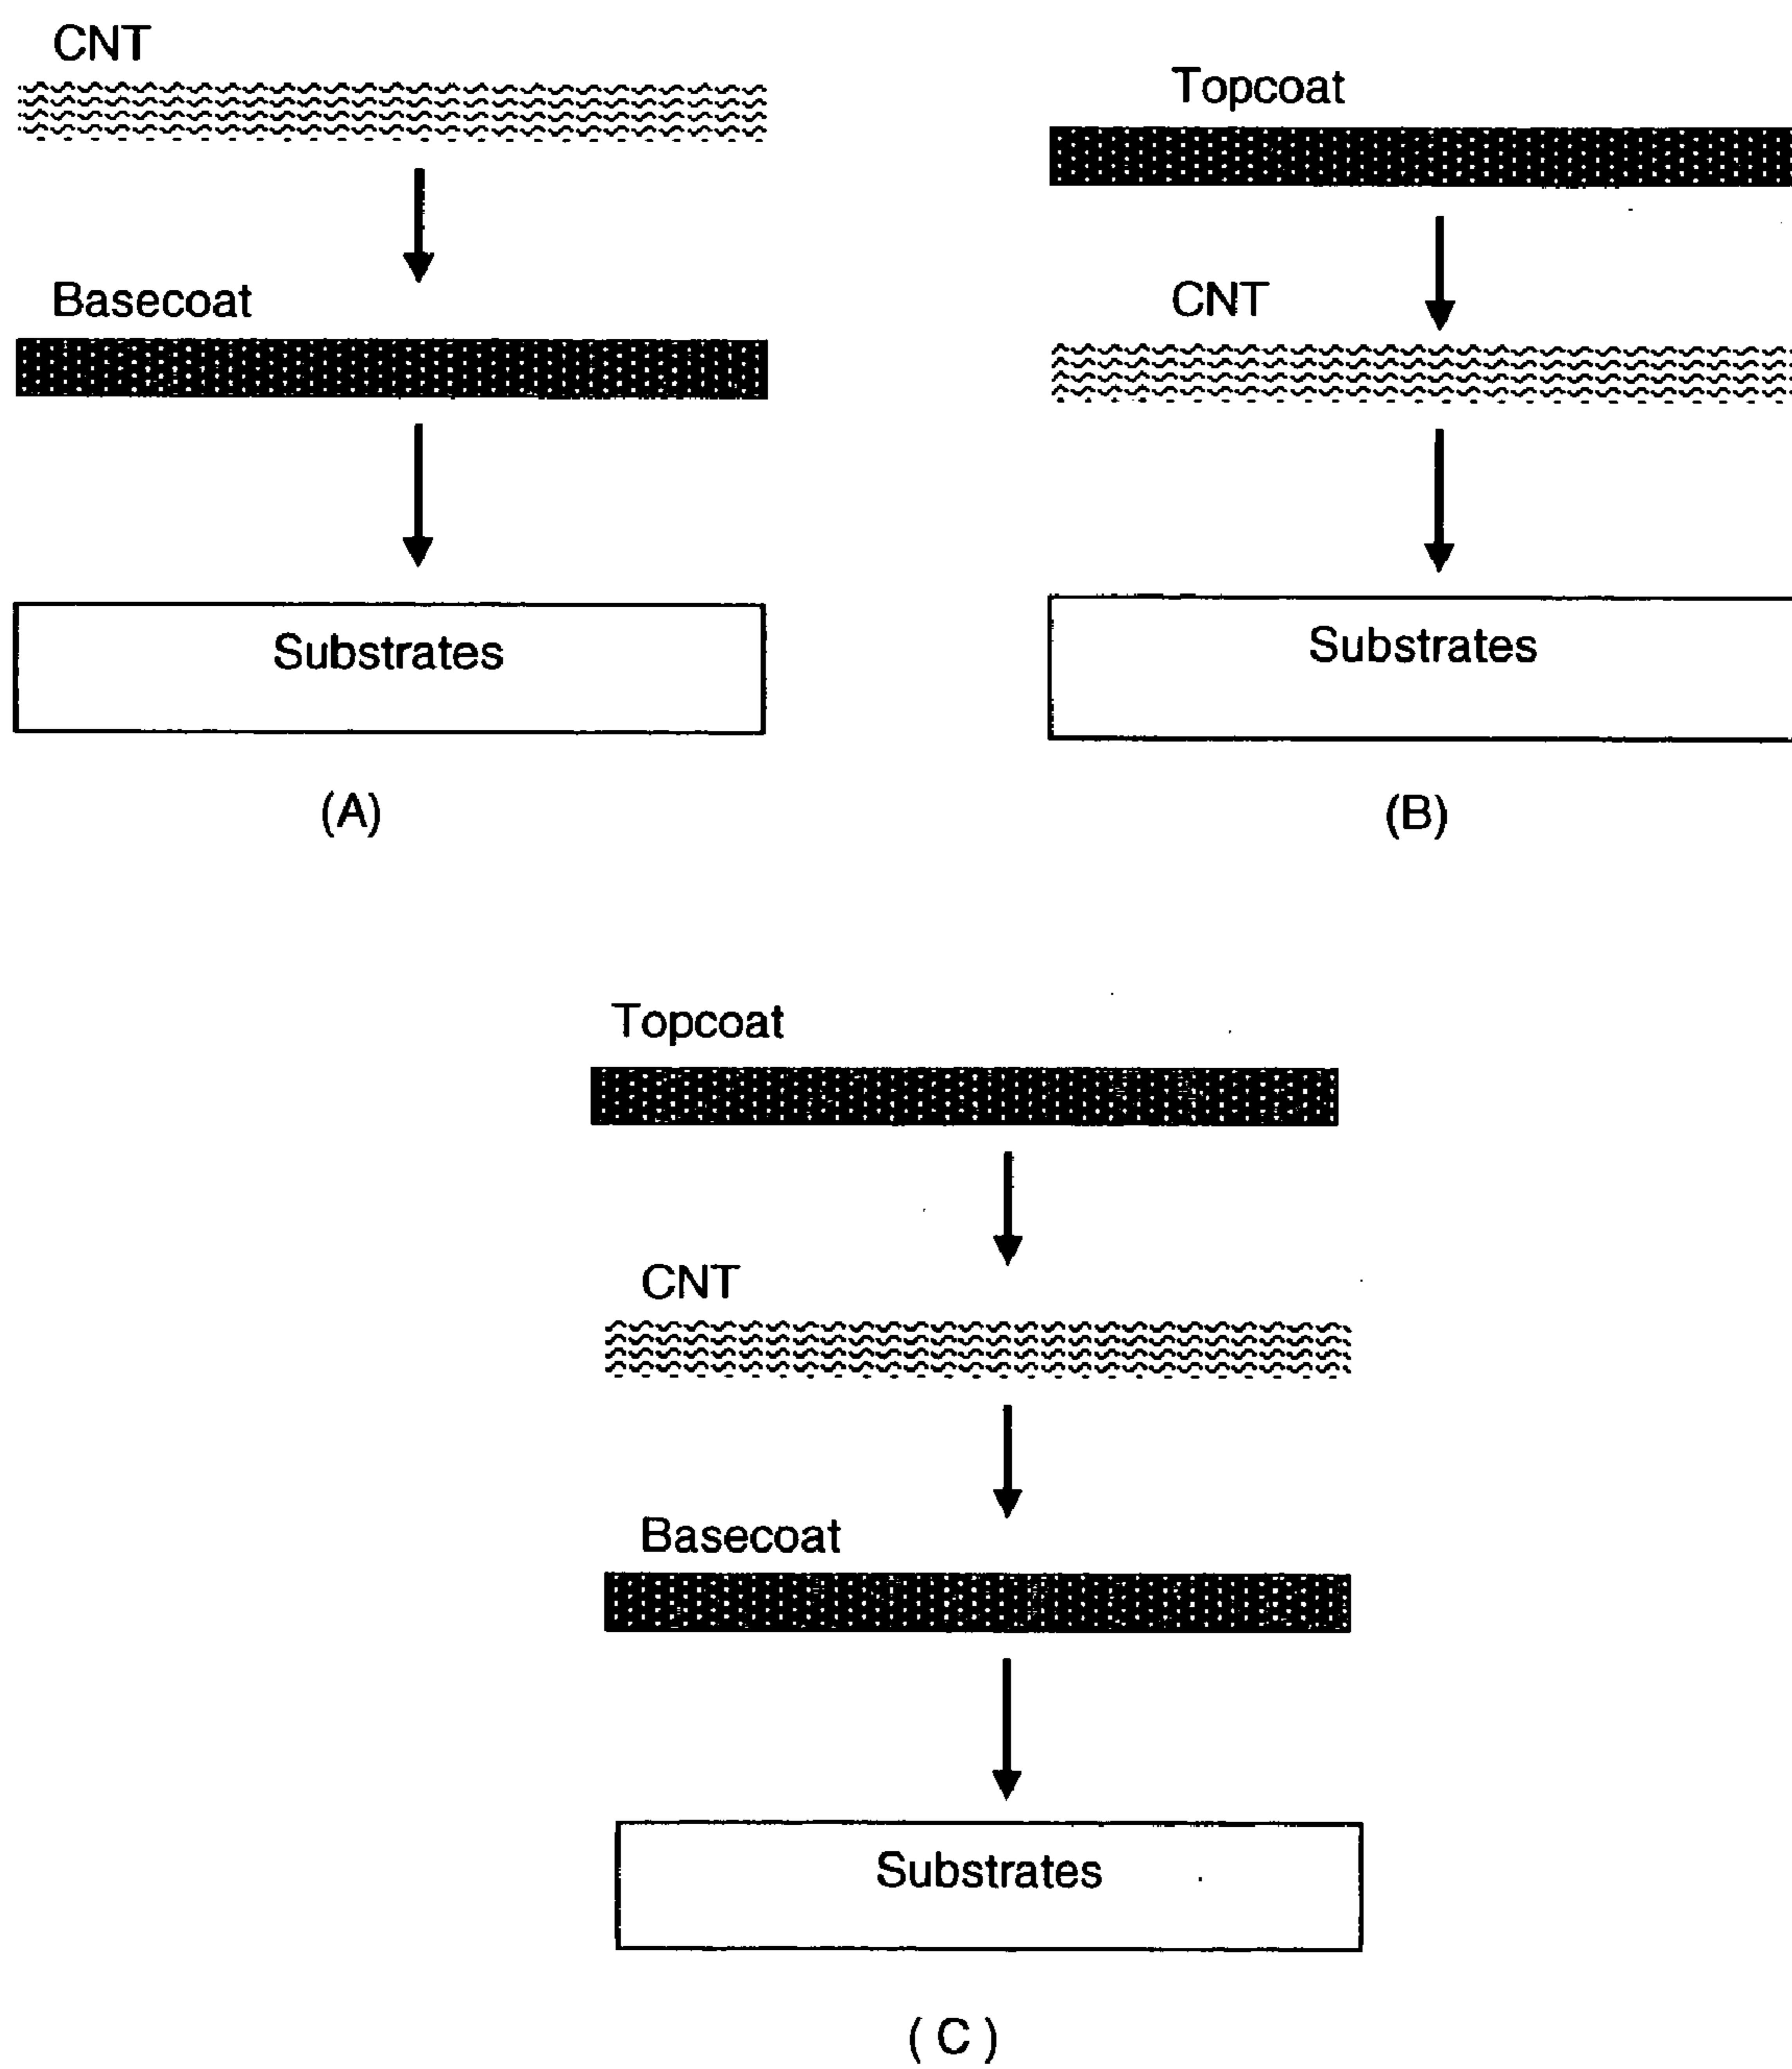 CNT
Basecoat
Substrates
(A)
Topcoat
CNT
Substrates
(B)
Topcoat
CNT
Basecoat
Substrates
( C )